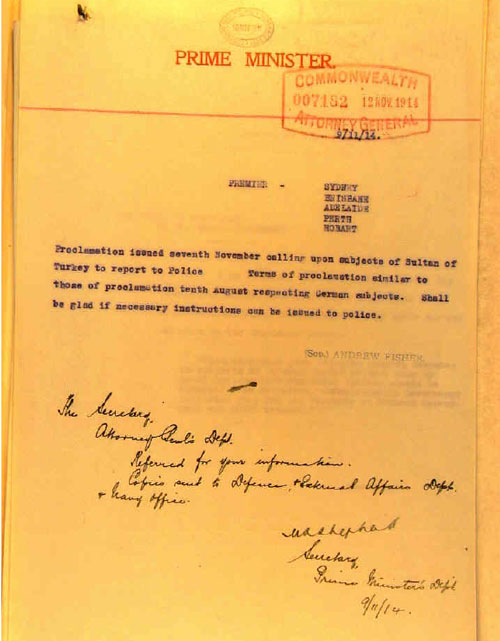 PRIME MINISTER.
COMMONWEALTH
007182 12 NOV. 1914
ATTORNEY GENERAL
9/11/14.
PREMIER - SYDNEY
BRISBANE
ADELAIDE
PERTH
HOBART
Proclamation issued seventh November calling upon subjects of Sultan of
Turkey to report to Police Terms of proclamation similar to
those of proclamation tenth August respecting German subjects. Shall
be glad if necessary instructions can be issued to police.
(Sgn.) ANDREW FISHER.
The Secretary,
Attorney Genl's Dept.
Referred for your information.
Copies sent to Defence, & External Affairs Dept.
& Navy Office.
Secretary,
Prime Minister's Dept
9/11/14.